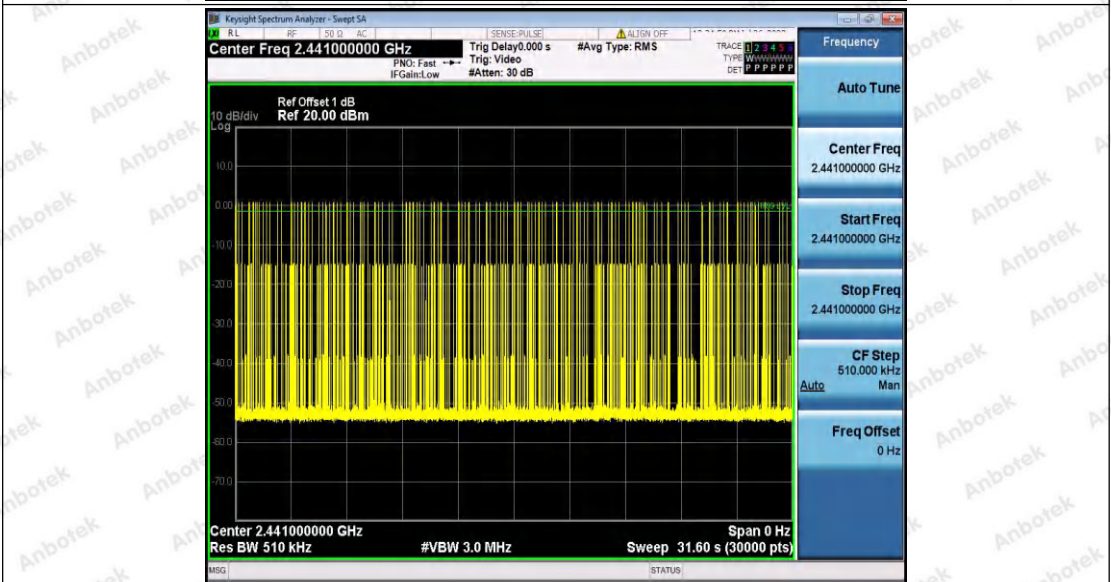 Keysight Spectrum Analyzer - Swept SA
RL RF 50 Ω AC SENSE:PULSE ALIGN OFF
Center Freq 2.441000000 GHz
PNO: Fast
IFGain:Low
Trig Delay0.000 s
Trig: Video
#Atten: 30 dB
#Avg Type: RMS
TRACE 1 2 3 4 5 6
TYPE WWWWWW
DET P P P P P P
Ref Offset 1 dB
10 dB/div Ref 20.00 dBm
Log
10.0
0.00
-10.0
-20.0
-30.0
-40.0
-50.0
-60.0
-70.0
Center 2.441000000 GHz
Span 0 Hz
Res BW 510 kHz
#VBW 3.0 MHz
Sweep 31.60 s (30000 pts)
MSG
STATUS
Frequency
Auto Tune
Center Freq
2.441000000 GHz
Start Freq
2.441000000 GHz
Stop Freq
2.441000000 GHz
CF Step
510.000 kHz
Auto Man
Freq Offset
0 Hz
Anbotek